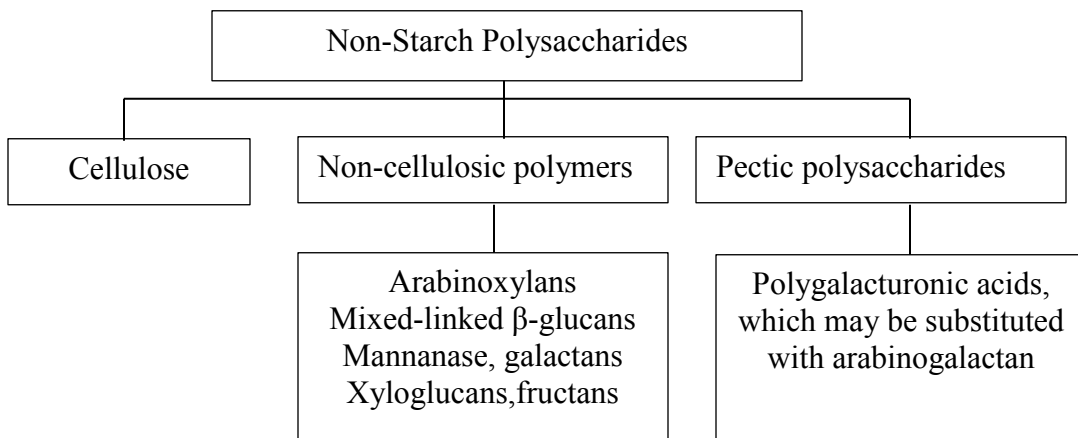 Non-Starch Polysaccharides
Cellulose
Non-cellulosic polymers
Pectic polysaccharides
Arabinoxylans
Mixed-linked β-glucans
Mannanase, galactans
Xyloglucans,fructans
Polygalacturonic acids,
which may be substituted
with arabinogalactan